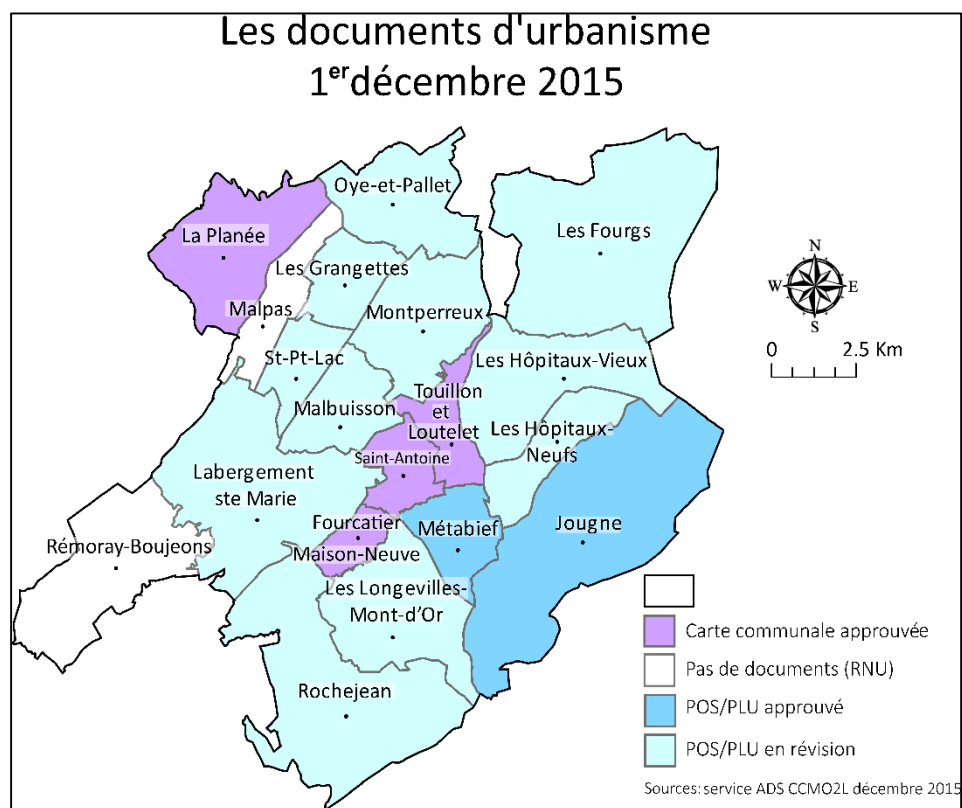 Les documents d'urbanisme
1er décembre 2015
Oye-et-Pallet
La Planée
Les Fourgs
Les Grangettes
Malpas
Montperreux
N
W E
S
0 2.5 Km
St-Pt-Lac
Les Hôpitaux-Vieux
Touillon
et
Loutelet
Malbuisson
Les Hôpitaux-
Neufs
Saint-Antoine
Labergement
ste Marie
Fourcatier
Maison-Neuve
Métabief
Jougne
Rémoray-Boujeons
Les Longevilles-
Mont-d'Or
Rochejean
Carte communale approuvée
Pas de documents (RNU)
POS/PLU approuvé
POS/PLU en révision
Sources: service ADS CCMO2L décembre 2015